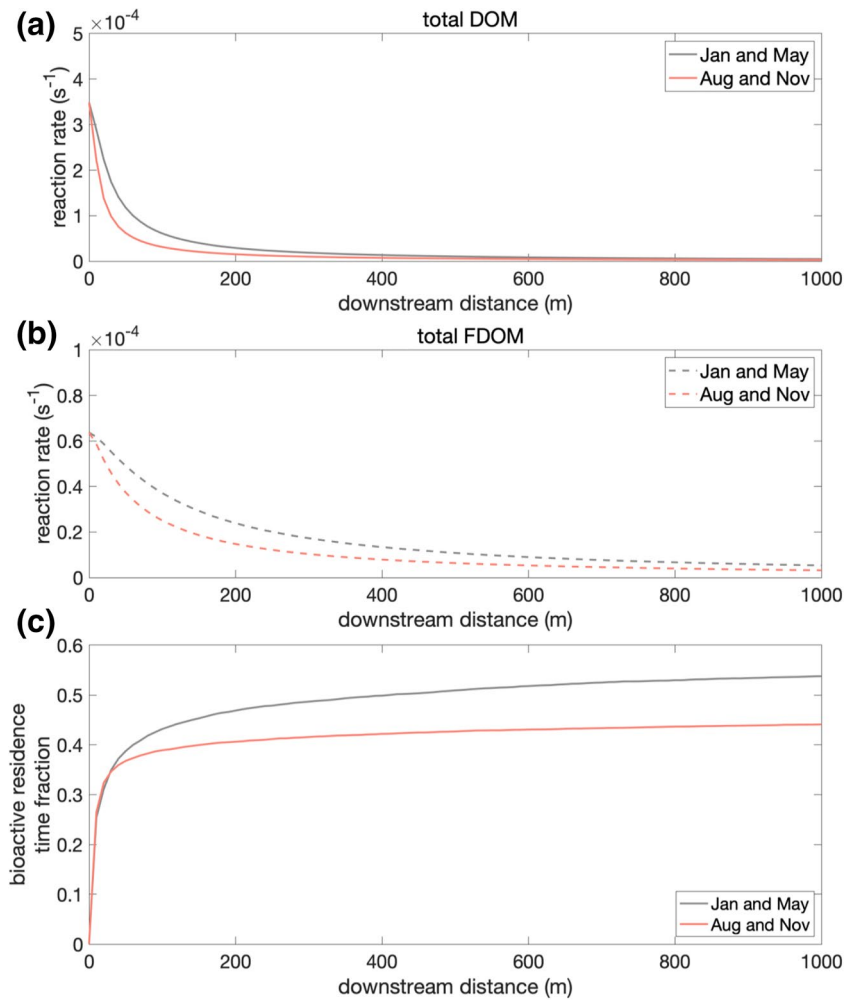 (a)
×10⁻⁴
total DOM
5
4
3
2
1
0
reaction rate (s⁻¹)
Jan and May
Aug and Nov
0 200 400 600 800 1000
downstream distance (m)
(b)
×10⁻⁴
total FDOM
1
0.8
0.6
0.4
0.2
0
reaction rate (s⁻¹)
Jan and May
Aug and Nov
0 200 400 600 800 1000
downstream distance (m)
(c)
0.6
0.5
0.4
0.3
0.2
0.1
0
bioactive residence
time fraction
Jan and May
Aug and Nov
0 200 400 600 800 1000
downstream distance (m)